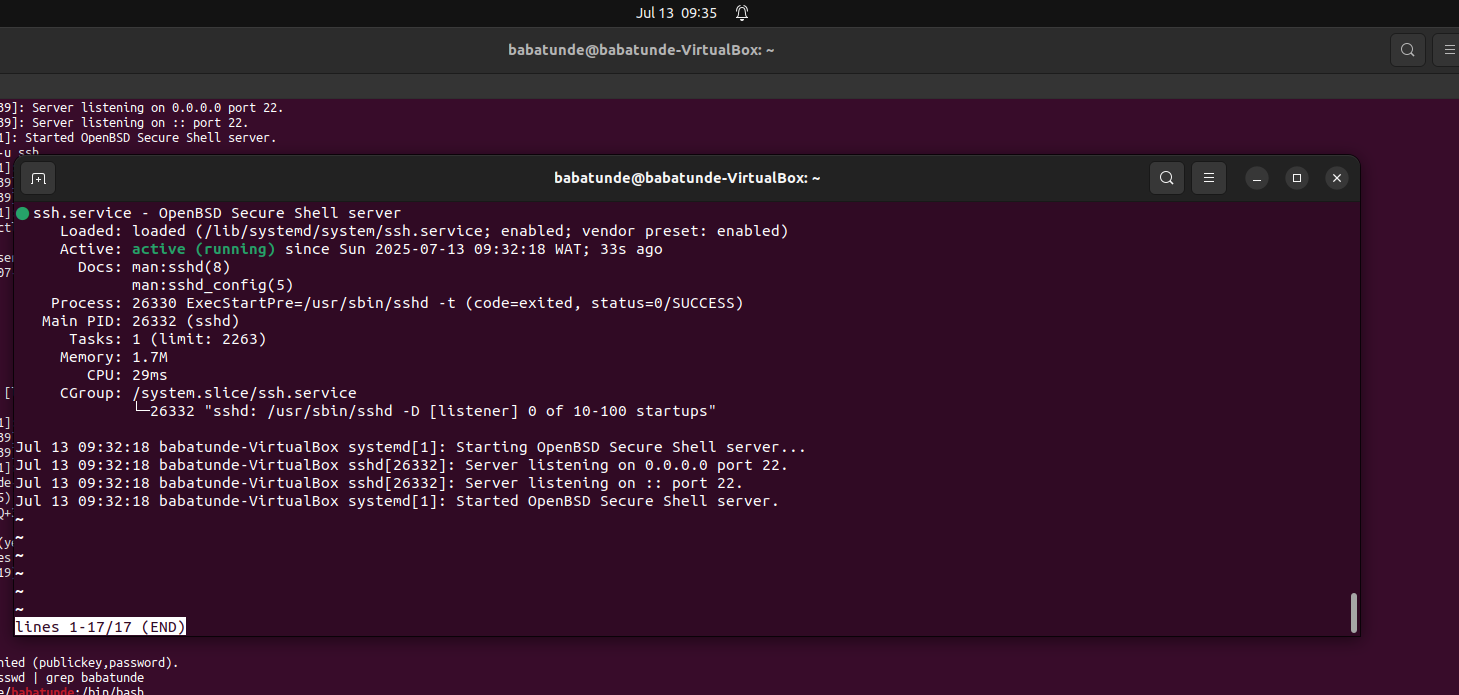 Jul 13 09:35
babatunde@babatunde-VirtualBox: ~
39]: Server listening on 0.0.0.0 port 22.
39]: Server listening on :: port 22.
1]: Started OpenBSD Secure Shell server.
-u ssh
babatunde@babatunde-VirtualBox: ~
ssh.service - OpenBSD Secure Shell server
Loaded: loaded (/lib/systemd/system/ssh.service; enabled; vendor preset: enabled)
Active: active (running) since Sun 2025-07-13 09:32:18 WAT; 33s ago
Docs: man:sshd(8)
man:sshd_config(5)
Process: 26330 ExecStartPre=/usr/sbin/sshd -t (code=exited, status=0/SUCCESS)
Main PID: 26332 (sshd)
Tasks: 1 (limit: 2263)
Memory: 1.7M
CPU: 29ms
CGroup: /system.slice/ssh.service
└─26332 "sshd: /usr/sbin/sshd -D [listener] 0 of 10-100 startups"
Jul 13 09:32:18 babatunde-VirtualBox systemd[1]: Starting OpenBSD Secure Shell server...
Jul 13 09:32:18 babatunde-VirtualBox sshd[26332]: Server listening on 0.0.0.0 port 22.
Jul 13 09:32:18 babatunde-VirtualBox sshd[26332]: Server listening on :: port 22.
Jul 13 09:32:18 babatunde-VirtualBox systemd[1]: Started OpenBSD Secure Shell server.
~
~
~
~
~
~
lines 1-17/17 (END)
nied (publickey,password).
sswd | grep babatunde
e/babatunde:/bin/bash